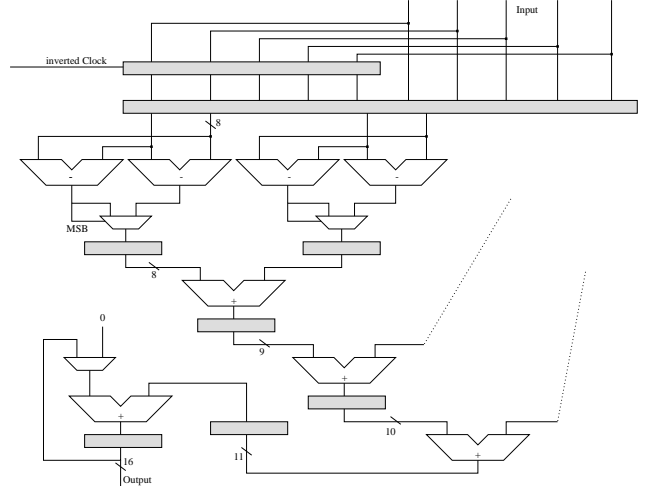 Input
inverted Clock
8
- - - -
MSB
8
+
0
9
+
+
10
11
+
16
Output